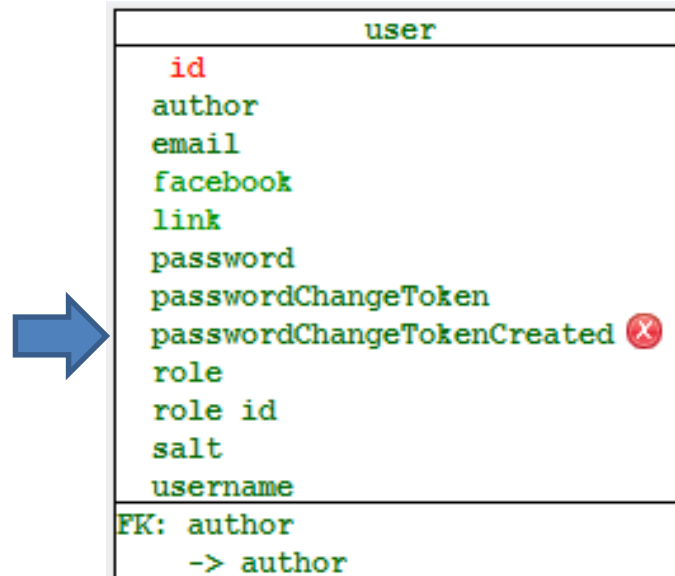 user
id
author
email
facebook
link
password
passwordChangeToken
passwordChangeTokenCreated
role
role id
salt
username
FK: author
-> author